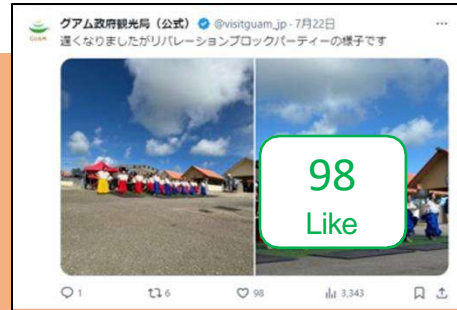 グアム政府観光局（公式） @visitguam_jp · 7月22日 ...
GUAM
遅くなりましたがリバレーションブロックパーティーの様子です
98
Like
1 6 98 3,343